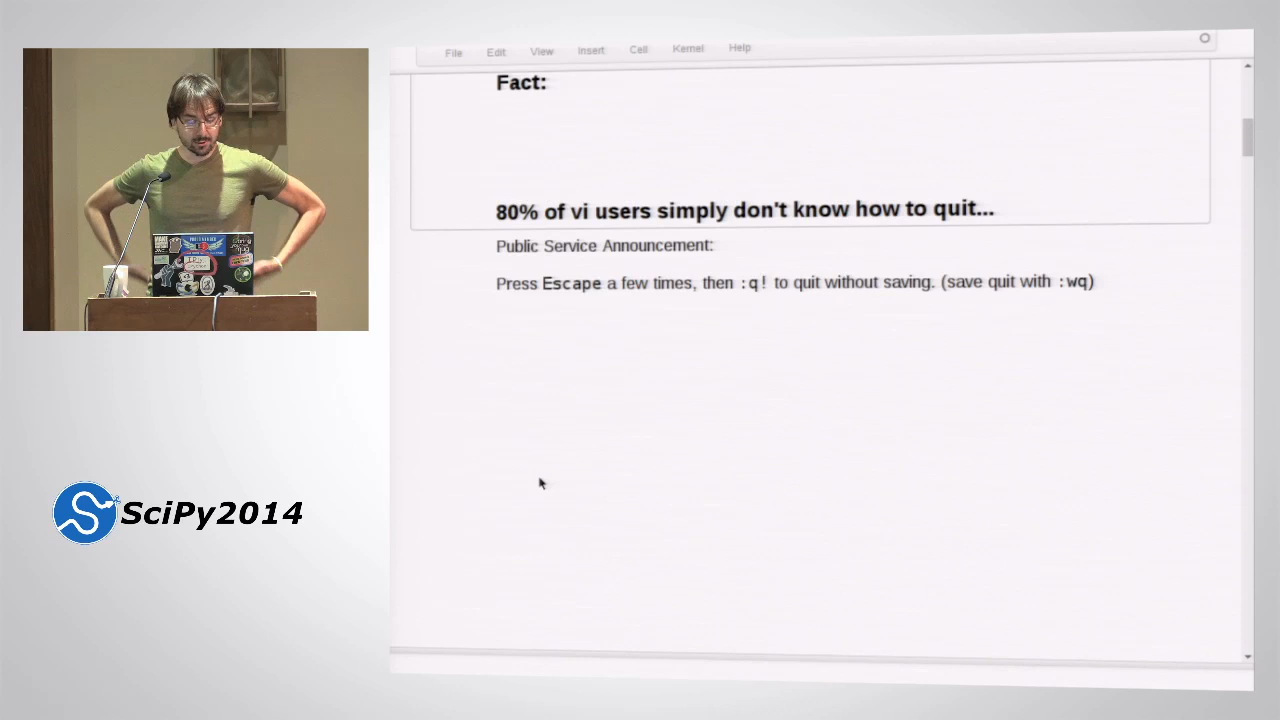 File Edit View Insert Cell Kernel Help
Fact:
80% of vi users simply don't know how to quit...
Public Service Announcement:
Press Escape a few times, then :q! to quit without saving. (save quit with :wq)
SciPy2014